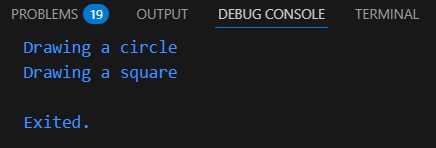 PROBLEMS 19 OUTPUT DEBUG CONSOLE TERMINAL
Drawing a circle
Drawing a square
Exited.